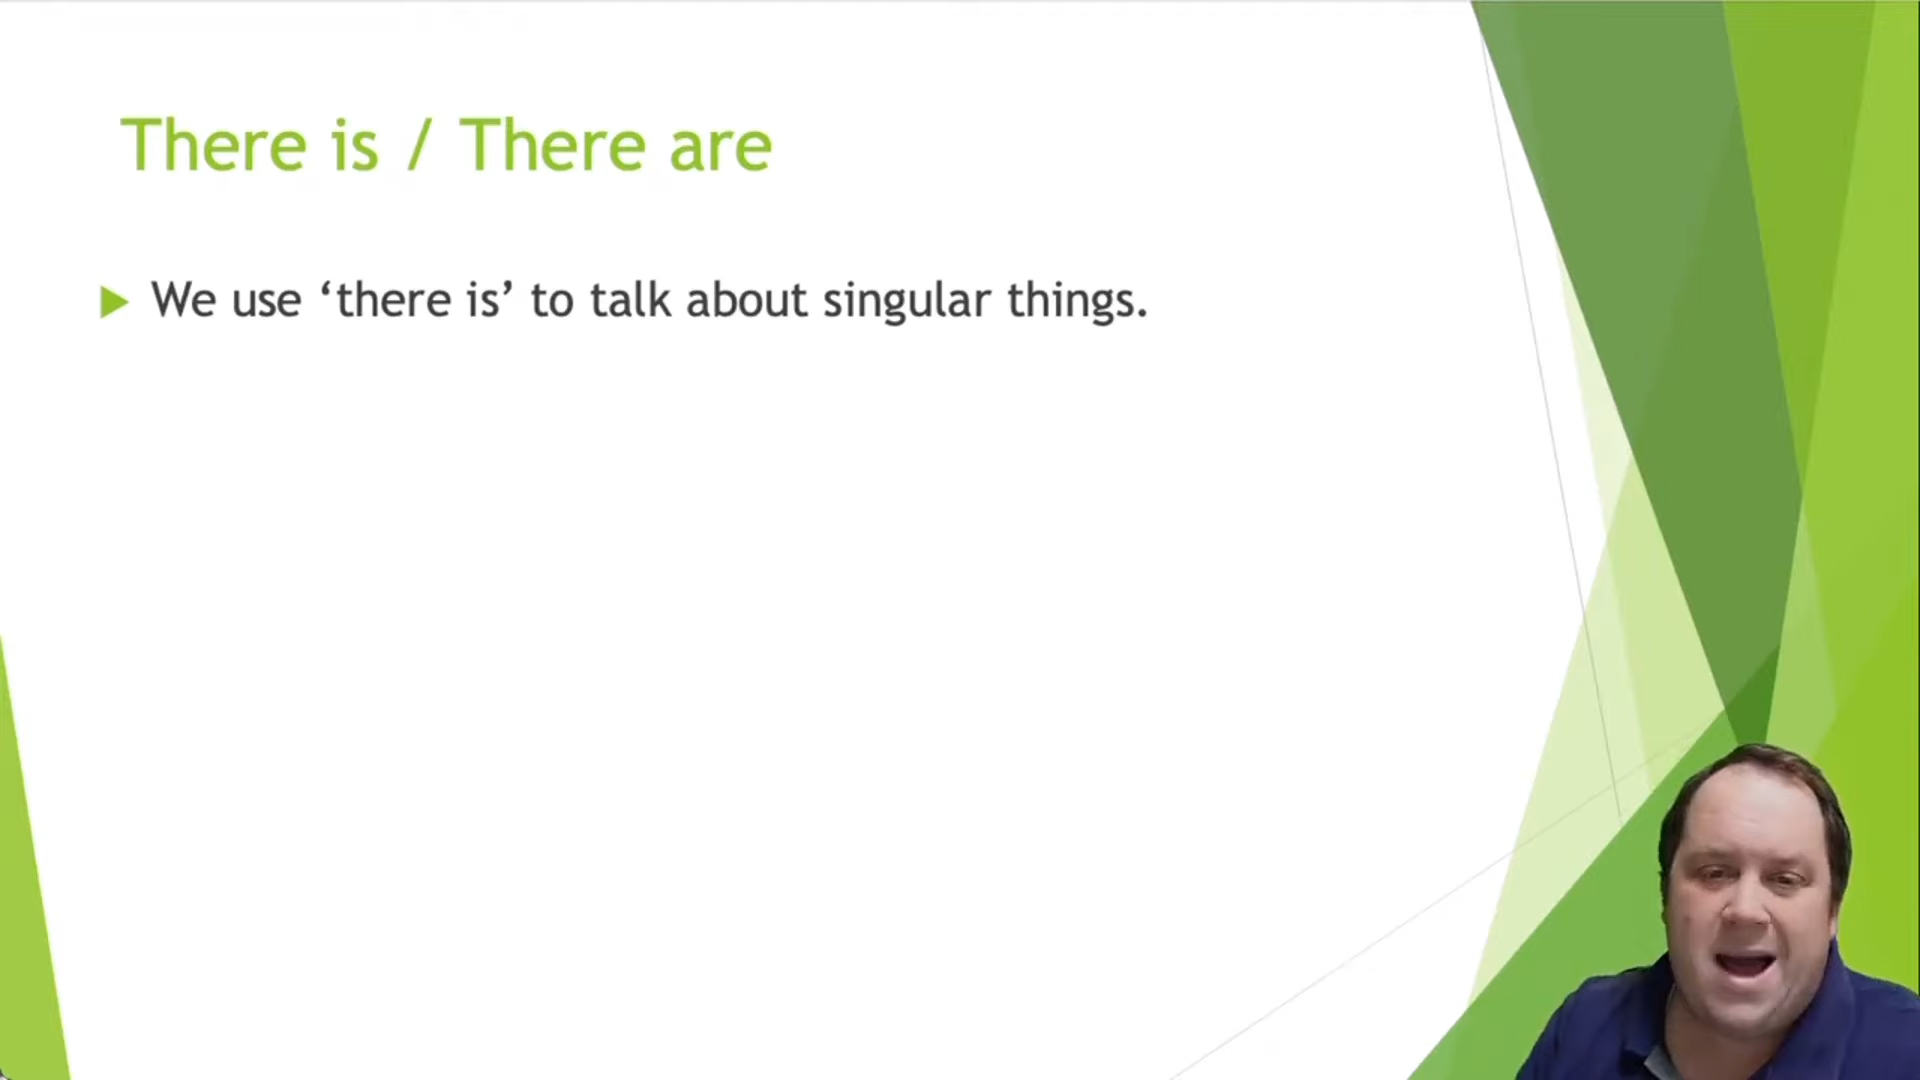 There is / There are
We use ‘there is’ to talk about singular things.